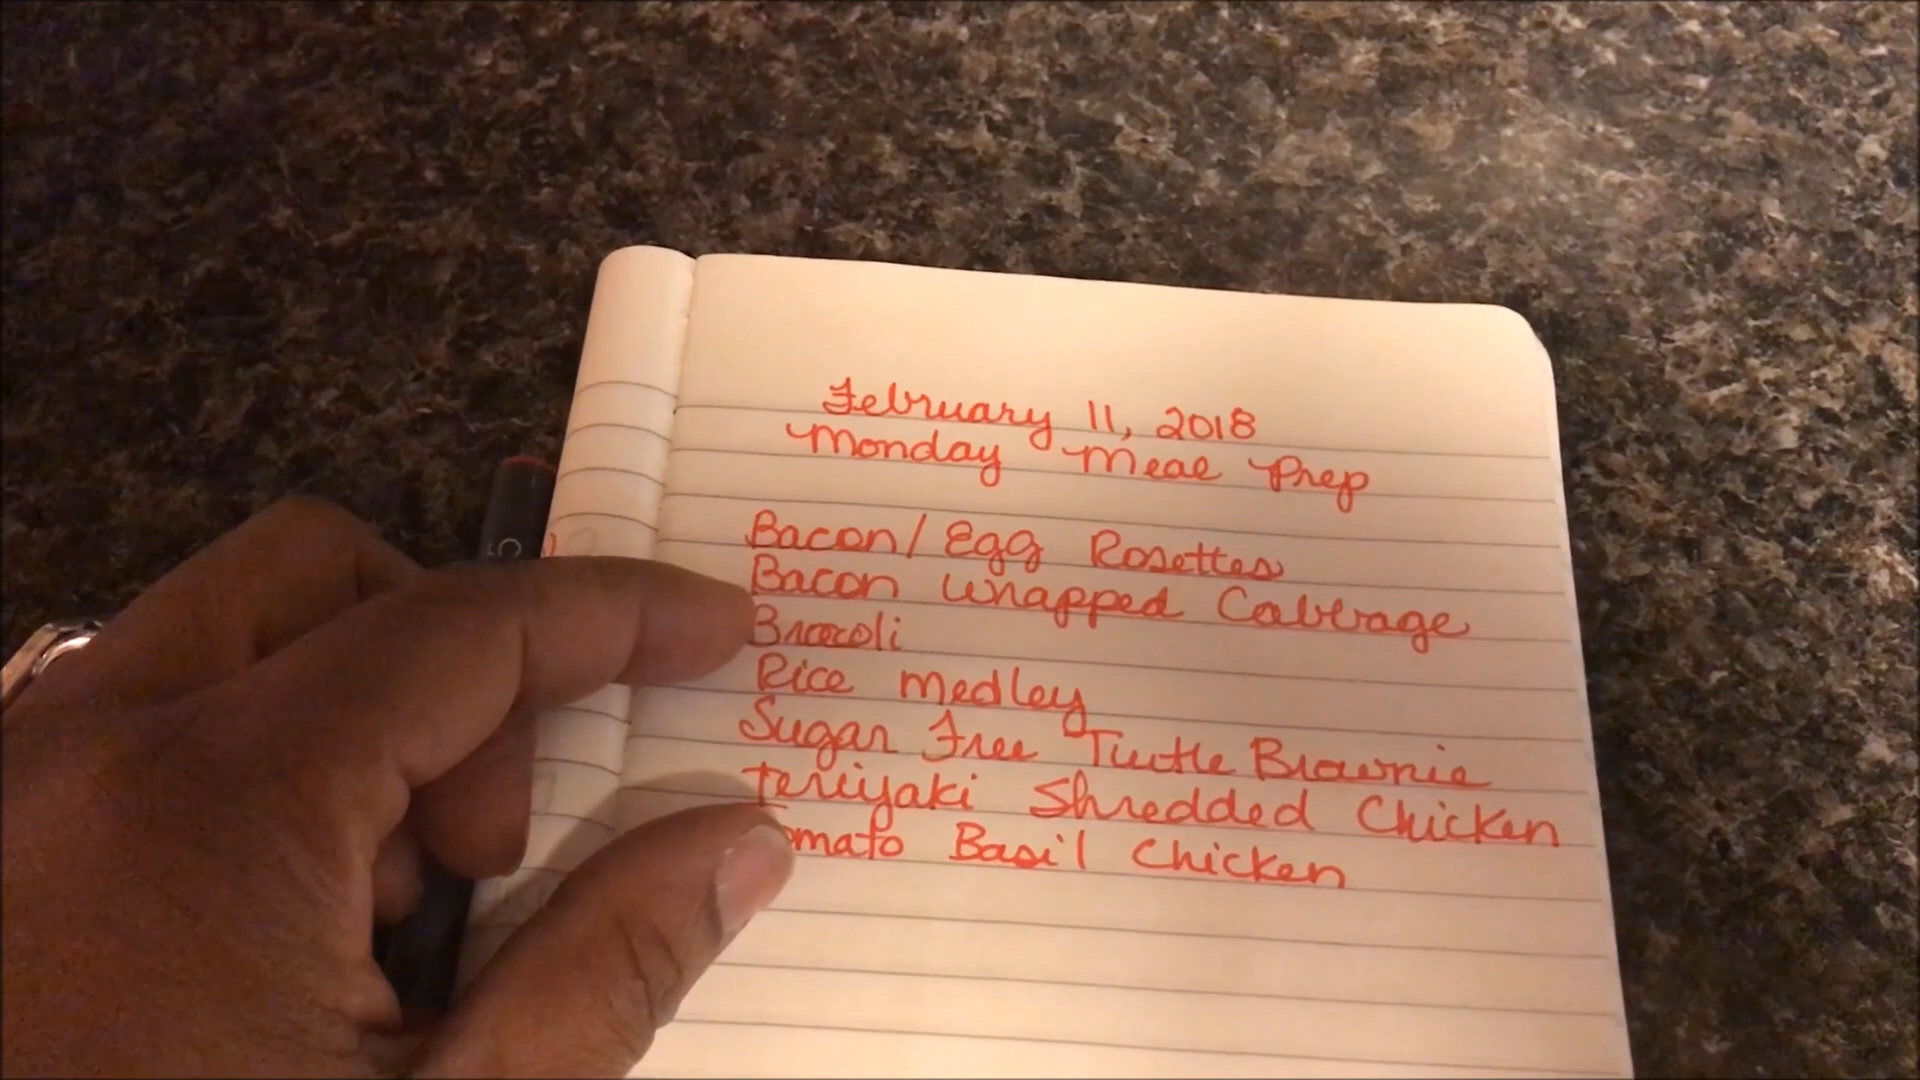 February 11, 2018
Monday Meal Prep
Bacon/Egg Rosettes
Bacon Wrapped Cabbage
Broccoli
Rice Medley
Sugar Free Turtle Brownie
Teriyaki Shredded Chicken
Tomato Basil Chicken